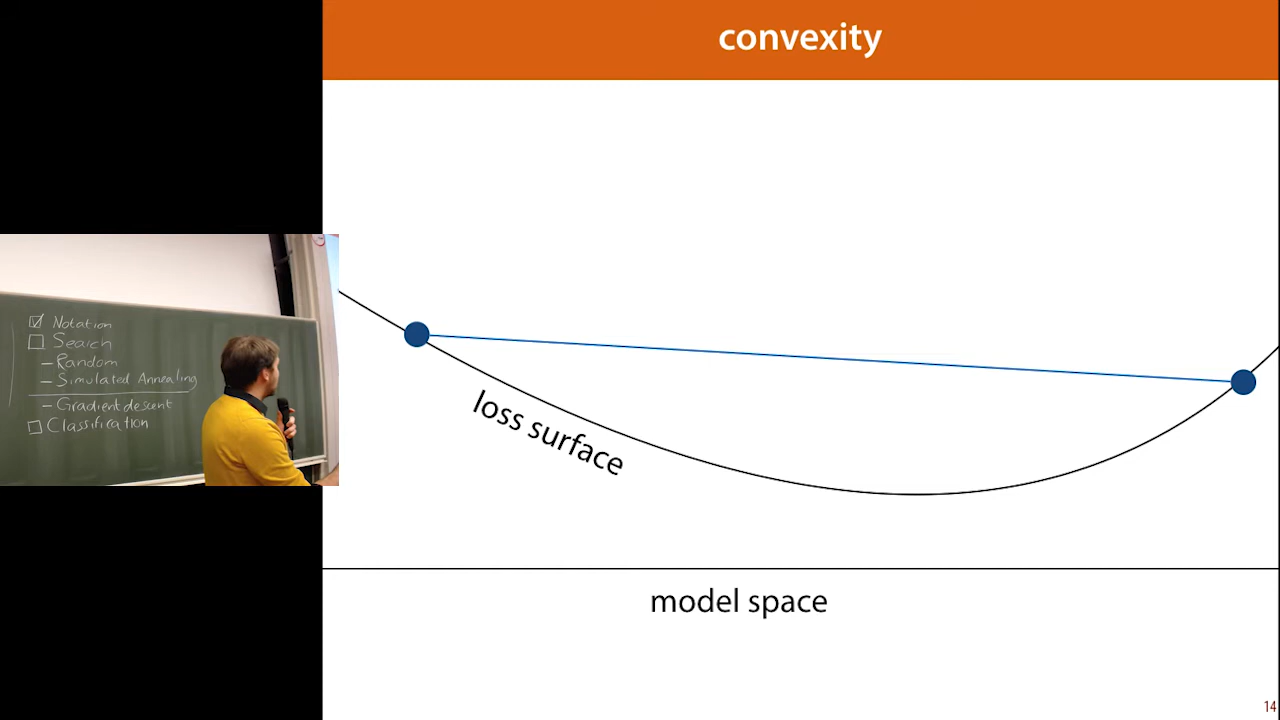 convexity
Notation
Search
- Random
- Simulated Annealing
- Gradient descent
Classification
loss surface
model space
14